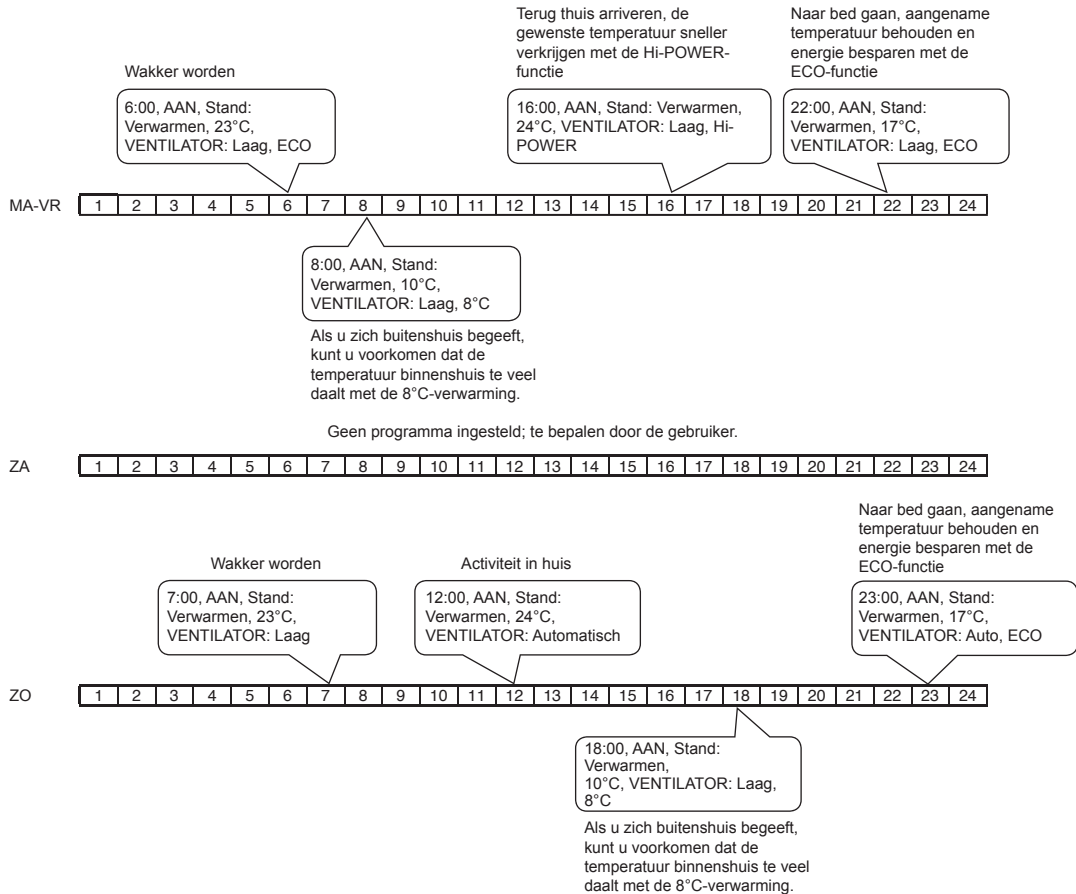 Wakker worden
6:00, AAN, Stand:
Verwarmen, 23°C,
VENTILATOR: Laag, ECO
Terug thuis arriveren, de
gewenste temperatuur sneller
verkrijgen met de Hi-POWER-
functie
16:00, AAN, Stand: Verwarmen,
24°C, VENTILATOR: Laag, Hi-
POWER
Naar bed gaan, aangename
temperatuur behouden en
energie besparen met de
ECO-functie
22:00, AAN, Stand:
Verwarmen, 17°C,
VENTILATOR: Laag, ECO
MA-VR 1 2 3 4 5 6 7 8 9 10 11 12 13 14 15 16 17 18 19 20 21 22 23 24
8:00, AAN, Stand:
Verwarmen, 10°C,
VENTILATOR: Laag, 8°C
Als u zich buitenshuis begeeft,
kunt u voorkomen dat de
temperatuur binnenshuis te veel
daalt met de 8°C-verwarming.
Geen programma ingesteld; te bepalen door de gebruiker.
ZA 1 2 3 4 5 6 7 8 9 10 11 12 13 14 15 16 17 18 19 20 21 22 23 24
Wakker worden
7:00, AAN, Stand:
Verwarmen, 23°C,
VENTILATOR: Laag
Activiteit in huis
12:00, AAN, Stand:
Verwarmen, 24°C,
VENTILATOR: Automatisch
Naar bed gaan, aangename
temperatuur behouden en
energie besparen met de
ECO-functie
23:00, AAN, Stand:
Verwarmen, 17°C,
VENTILATOR: Auto, ECO
ZO 1 2 3 4 5 6 7 8 9 10 11 12 13 14 15 16 17 18 19 20 21 22 23 24
18:00, AAN, Stand:
Verwarmen,
10°C, VENTILATOR: Laag,
8°C
Als u zich buitenshuis begeeft,
kunt u voorkomen dat de
temperatuur binnenshuis te veel
daalt met de 8°C-verwarming.